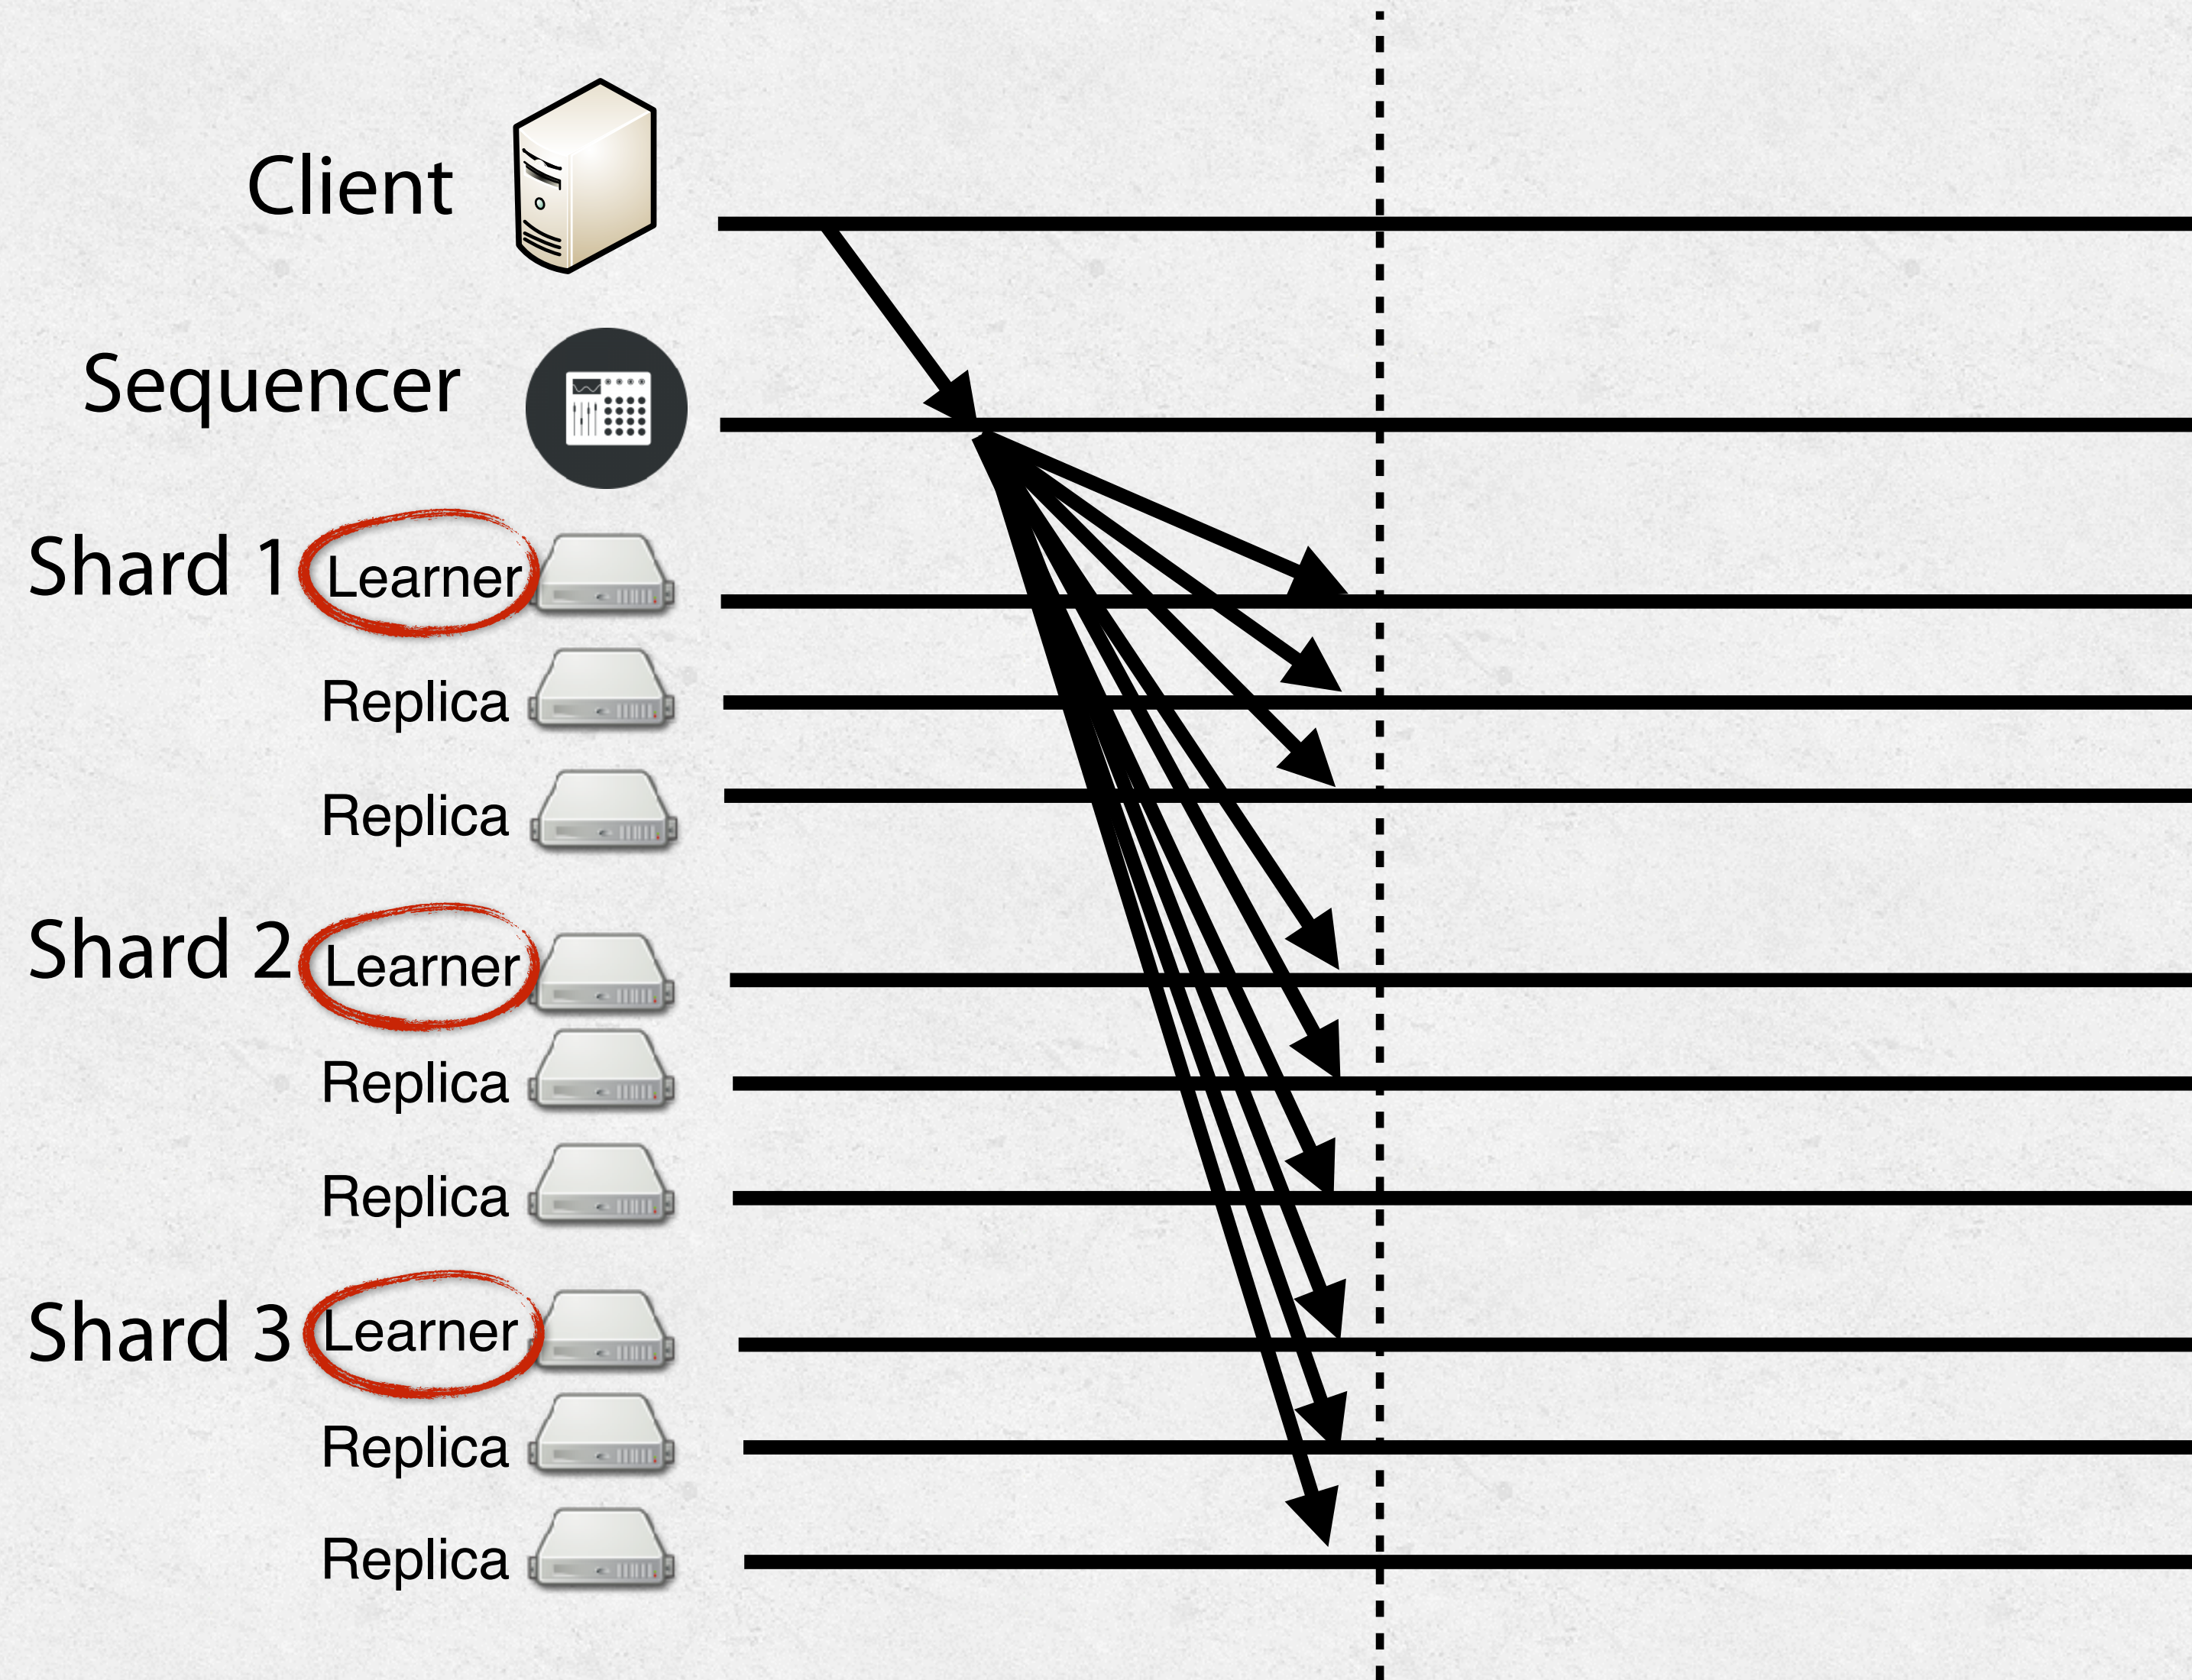 Client
Sequencer
Shard 1 Learner
Replica
Replica
Shard 2 Learner
Replica
Replica
Shard 3 Learner
Replica
Replica